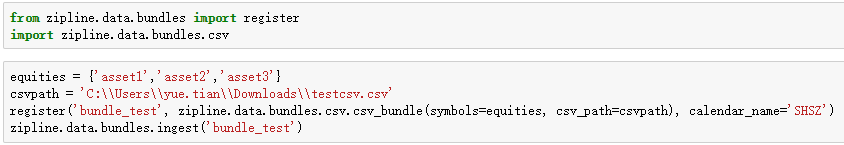 from zipline.data.bundles import register
import zipline.data.bundles.csv
equities = {'asset1','asset2','asset3'}
csvpath = 'C:\\Users\\yue.tian\\Downloads\\testcsv.csv'
register('bundle_test', zipline.data.bundles.csv.csv_bundle(symbols=equities, csv_path=csvpath), calendar_name='SHSZ')
zipline.data.bundles.ingest('bundle_test')